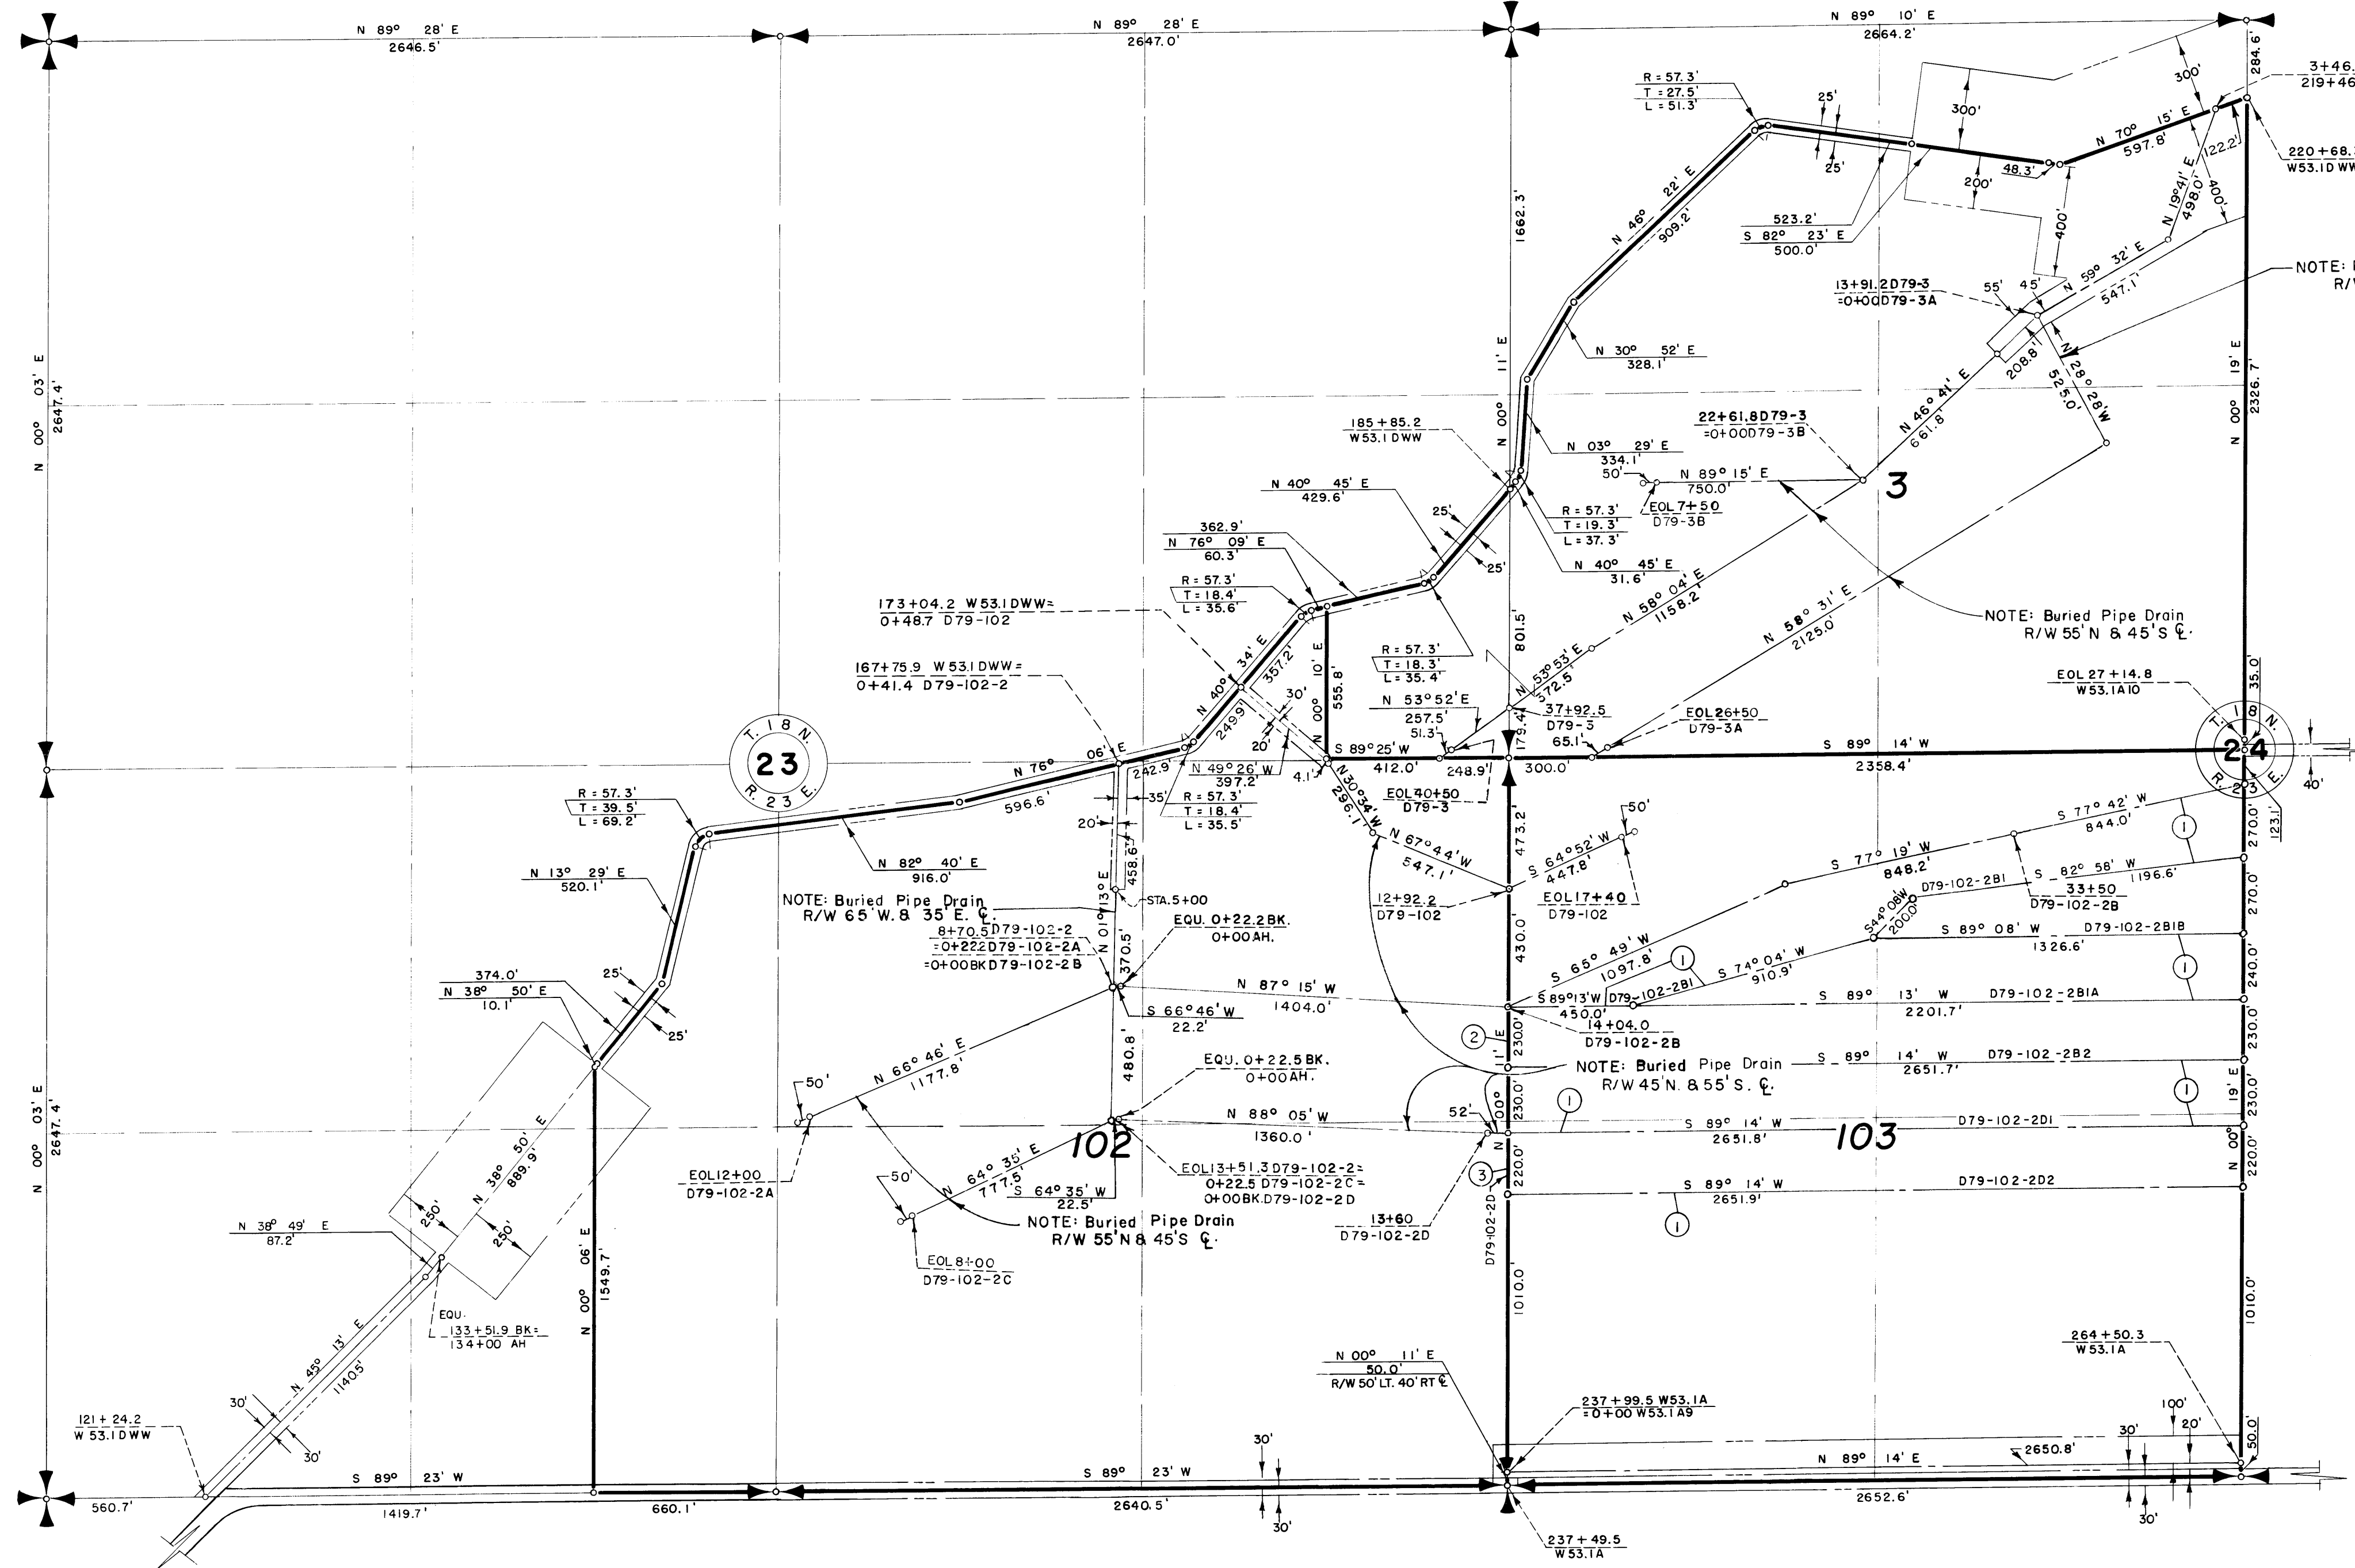 N 89° 28' E
2646.5'
N 89° 28' E
2647.0'
N 89° 10' E
2664.2'
284.6'
3+46.
219+46
300'
300'
R = 57.3'
T = 27.5'
L = 51.3'
25'
25'
N 70° 15' E
597.8'
122.2'
220+68.
W53.1D WW
48.3'
200'
400'
400'
N 19°41' E
498.0'
523.2'
S 82° 23' E
500.0'
N 46° 22' E
909.2'
1662.3'
N 00° 11' E
N 59° 32' E
547.1'
13+91.2 D79-3
=0+00 D79-3A
55'
45'
NOTE:
R/
N 00° 03' E
2647.4'
N 30° 52' E
328.1'
208.8'
N 28° 28' W
525.0'
N 00° 19' E
2326.7'
N 46° 41' E
661.8'
22+61.8 D79-3
=0+00 D79-3B
185+85.2
W53.1 DWW
N 03° 29' E
334.1'
50'
N 89° 15' E
750.0'
3
EOL 7+50
D79-3B
N 40° 45' E
429.6'
25'
25'
R = 57.3'
T = 19.3'
L = 37.3'
N 40° 45' E
31.6'
362.9'
N 76° 09' E
60.3'
R = 57.3'
T = 18.4'
L = 35.6'
173+04.2 W53.1DWW=
0+48.7 D79-102
N 58° 04' E
1158.2'
N 58° 31' E
2125.0'
NOTE: Buried Pipe Drain
R/W 55' N & 45' S ℄.
801.5'
R = 57.3'
T = 18.3'
L = 35.4'
N 53° 53' E
372.5'
N 53° 52' E
257.5'
51.3'
37+92.5
D79-3
EOL 26+50
D79-3A
65.1'
EOL 27+14.8
W53.1A10
35.0'
167+75.9 W53.1DWW=
0+41.4 D79-102-2
N 40° 34' E
357.2'
249.9'
30'
20'
N 00° 10' E
555.8'
179.4'
T. 18 N.
23
R. 23 E.
N 76° 06' E
596.6'
242.9'
N 49° 26' W
397.2'
4.1'
S 89° 25' W
412.0'
248.9'
300.0'
S 89° 14' W
2358.4'
T. 18 N.
24
R. 23 E.
40'
EOL 40+50
D79-3
R = 57.3'
T = 18.4'
L = 35.5'
35'
20'
R = 57.3'
T = 39.5'
L = 69.2'
N 30° 34' W
296.1'
473.2'
50'
S 77° 42' W
844.0'
1
270.0'
123.1'
N 82° 40' E
916.0'
458.6'
N 67° 44' W
547.1'
S 64° 52' W
447.8'
S 77° 19' W
848.2'
S 82° 58' W
1196.6'
D79-102-2B1
33+50
D79-102-2B
N 13° 29' E
520.1'
NOTE: Buried Pipe Drain
R/W 65' W. & 35' E. ℄.
STA. 5+00
N 01° 13' E
12+92.2
D79-102
EOL 17+40
D79-102
S 44° 08' W
200.0'
270.0'
8+70.5 D79-102-2
=0+22.2 D79-102-2A
=0+00 BK D79-102-2B
EQU. 0+22.2 BK.
0+00 AH.
370.5'
430.0'
S 89° 08' W
D79-102-2B1B
1326.6'
S 65° 49' W
1097.8'
1
S 74° 04' W
910.9'
1
240.0'
374.0'
N 38° 50' E
10.1'
25'
25'
N 87° 15' W
1404.0'
S 66° 46' W
22.2'
S 89° 13' W
450.0'
D79-102-2B1
S 89° 13' W
D79-102-2B1A
2201.7'
14+04.0
D79-102-2B
2
230.0'
230.0'
480.8'
N 66° 46' E
1177.8'
50'
EQU. 0+22.5 BK.
0+00 AH.
NOTE: Buried Pipe Drain
R/W 45' N. & 55' S. ℄.
S 89° 14' W
D79-102-2B2
2651.7'
1
1
N 00° 11' E
230.0'
230.0'
N 00° 19' E
N 00° 03' E
2647.4'
N 38° 50' E
889.9'
N 88° 05' W
1360.0'
52'
S 89° 14' W
D79-102-2D1
2651.8'
102
103
EOL 12+00
D79-102-2A
50'
N 64° 35' E
777.5'
S 64° 35' W
22.5'
EOL 13+51.3 D79-102-2=
0+22.5 D79-102-2C=
0+00 BK. D79-102-2D
3
220.0'
220.0'
S 89° 14' W
D79-102-2D2
2651.9'
1
250'
250'
N 38° 49' E
87.2'
NOTE: Buried Pipe Drain
R/W 55' N & 45' S ℄.
13+60
D79-102-2D
D79-102-2D
EOL 8+00
D79-102-2C
N 00° 06' E
1549.7'
1010.0'
1010.0'
EQU.
133+51.9 BK=
134+00 AH
N 45° 13' E
1140.5'
30'
30'
121+24.2
W 53.1 DWW
N 00° 11' E
50.0'
R/W 50' LT. 40' RT ℄
237+99.5 W53.1A
=0+00 W53.1A9
264+50.3
W53.1A
100'
30'
20'
50.0'
30'
N 89° 14' E
2650.8'
S 89° 23' W
S 89° 23' W
560.7'
1419.7'
660.1'
2640.5'
30'
2652.6'
30'
237+49.5
W53.1A